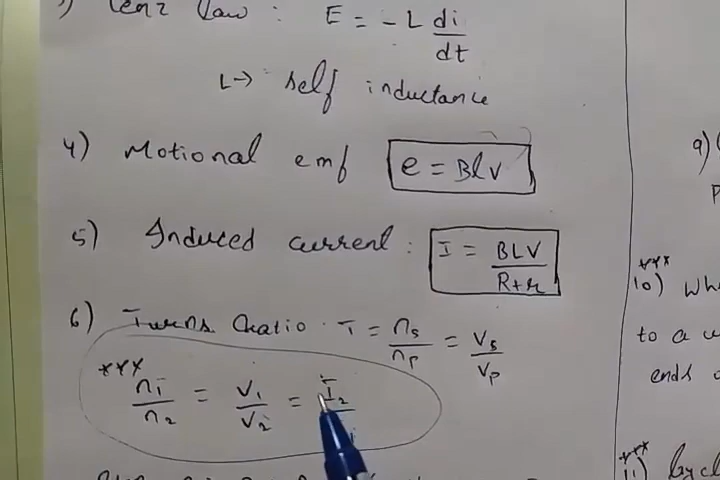 3) Lenz law : E = -L di/dt
L→ self inductance
4) Motional emf e = Blv
5) Induced current : I = BLV/R+r
6) Turns ratio . T = ns/np = Vs/Vp
*** n1/n2 = V1/V2 = I2/
9)
***
10) Wh
to a
ends
***
11)